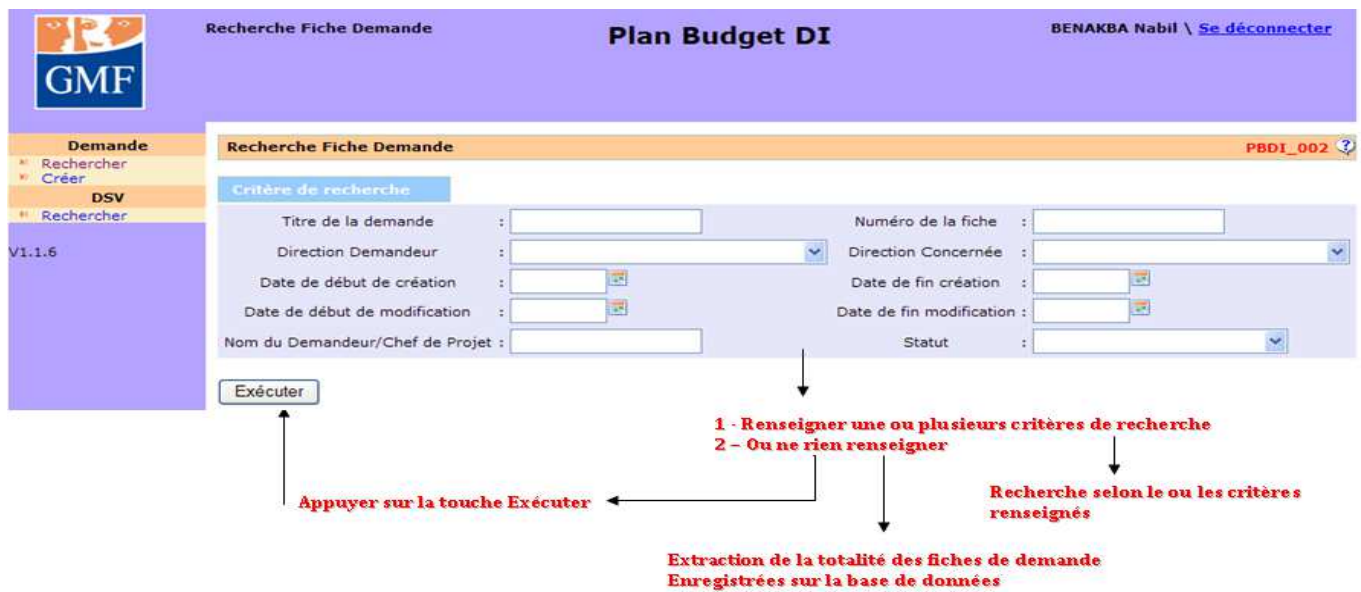 GMF
Recherche Fiche Demande
Plan Budget DI
BENAKBA Nabil \ Se déconnecter
Demande
Rechercher
Créer
DSV
Rechercher
V1.1.6
Recherche Fiche Demande
PBDI_002 ?
Critère de recherche
Titre de la demande :
Numéro de la fiche :
Direction Demandeur :
Direction Concernée :
Date de début de création :
Date de fin création :
Date de début de modification :
Date de fin modification :
Nom du Demandeur/Chef de Projet :
Statut :
Exécuter
1 - Renseigner une ou plusieurs critères de recherche
2 – Ou ne rien renseigner
Appuyer sur la touche Exécuter
Recherche selon le ou les critères
renseignés
Extraction de la totalité des fiches de demande
Enregistrées sur la base de données